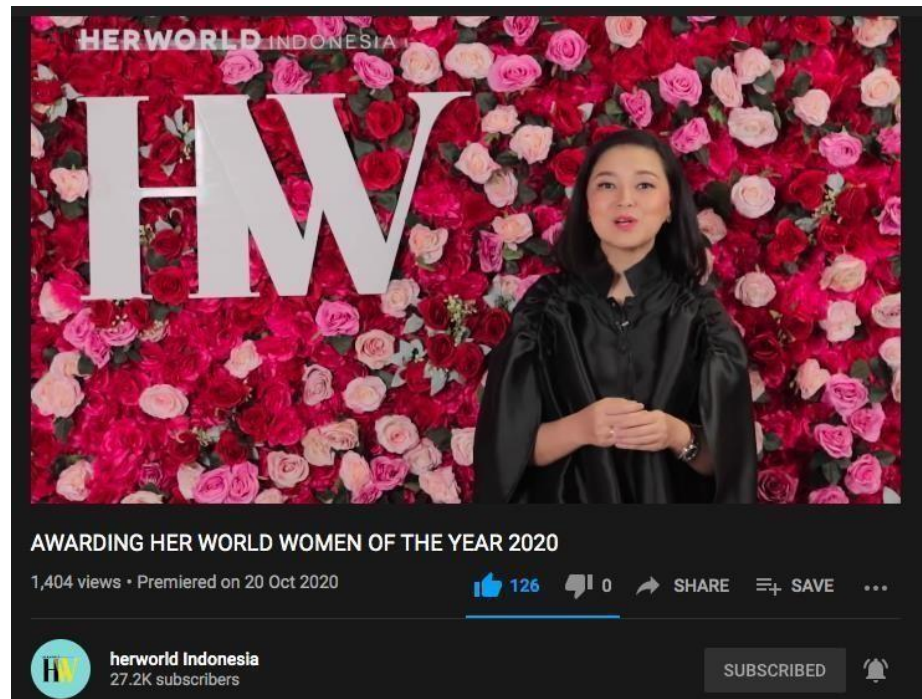 HERWORLD INDONESIA
HW
AWARDING HER WORLD WOMEN OF THE YEAR 2020
1,404 views • Premiered on 20 Oct 2020
126
0
SHARE
SAVE
HW
herworld Indonesia
27.2K subscribers
SUBSCRIBED